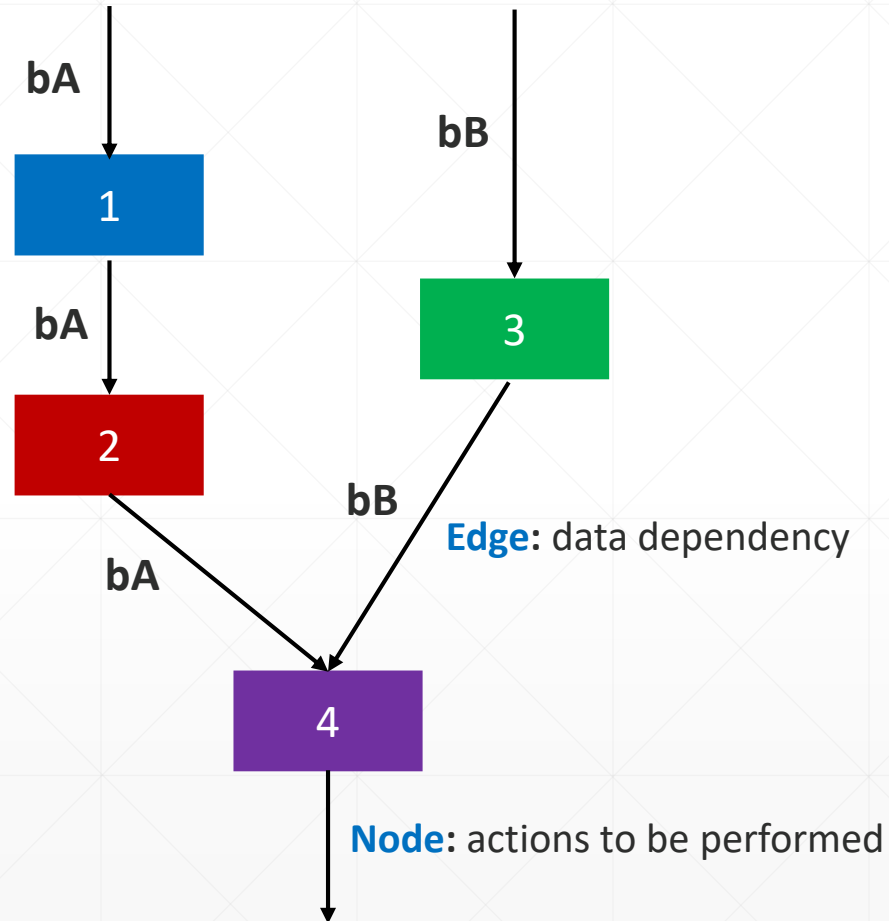 bA
bB
1
bA
3
2
bB
Edge: data dependency
bA
4
Node: actions to be performed